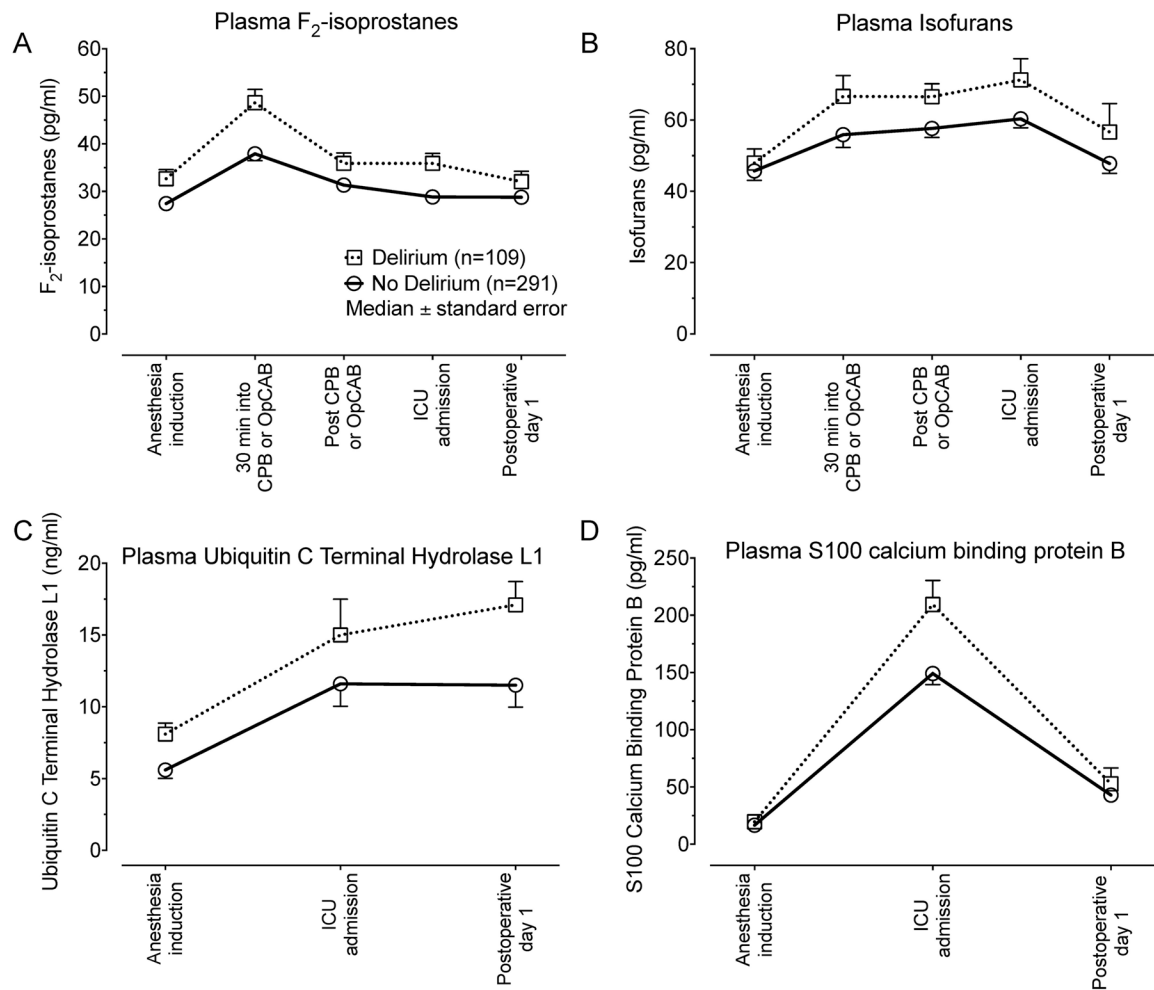 A
Plasma F₂-isoprostanes
F₂-isoprostanes (pg/ml)
60
50
40
30
20
10
0
Delirium (n=109)
No Delirium (n=291)
Median ± standard error
Anesthesia
induction
30 min into
CPB or OpCAB
Post CPB
or OpCAB
ICU
admission
Postoperative
day 1
B
Plasma Isofurans
Isofurans (pg/ml)
80
60
40
20
0
Anesthesia
induction
30 min into
CPB or OpCAB
Post CPB
or OpCAB
ICU
admission
Postoperative
day 1
C
Plasma Ubiquitin C Terminal Hydrolase L1
Ubiquitin C Terminal Hydrolase L1 (ng/ml)
20
15
10
5
0
Anesthesia
induction
ICU
admission
Postoperative
day 1
D
Plasma S100 calcium binding protein B
S100 Calcium Binding Protein B (pg/ml)
250
200
150
100
50
0
Anesthesia
induction
ICU
admission
Postoperative
day 1